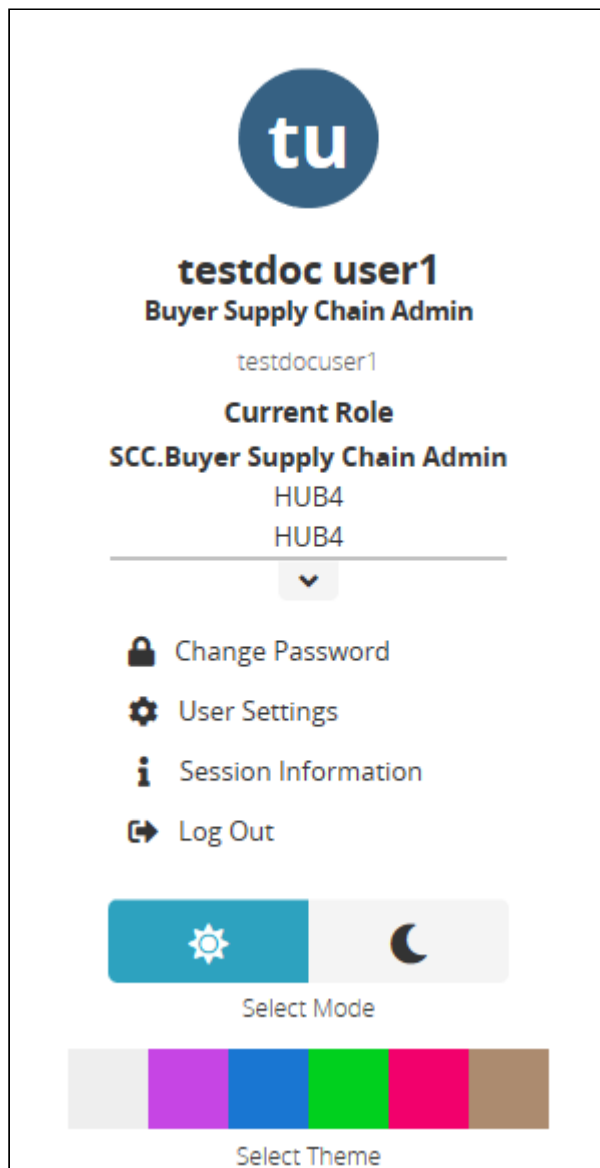 tu
testdoc user1
Buyer Supply Chain Admin
testdocuser1
Current Role
SCC.Buyer Supply Chain Admin
HUB4
HUB4
Change Password
User Settings
Session Information
Log Out
Select Mode
Select Theme